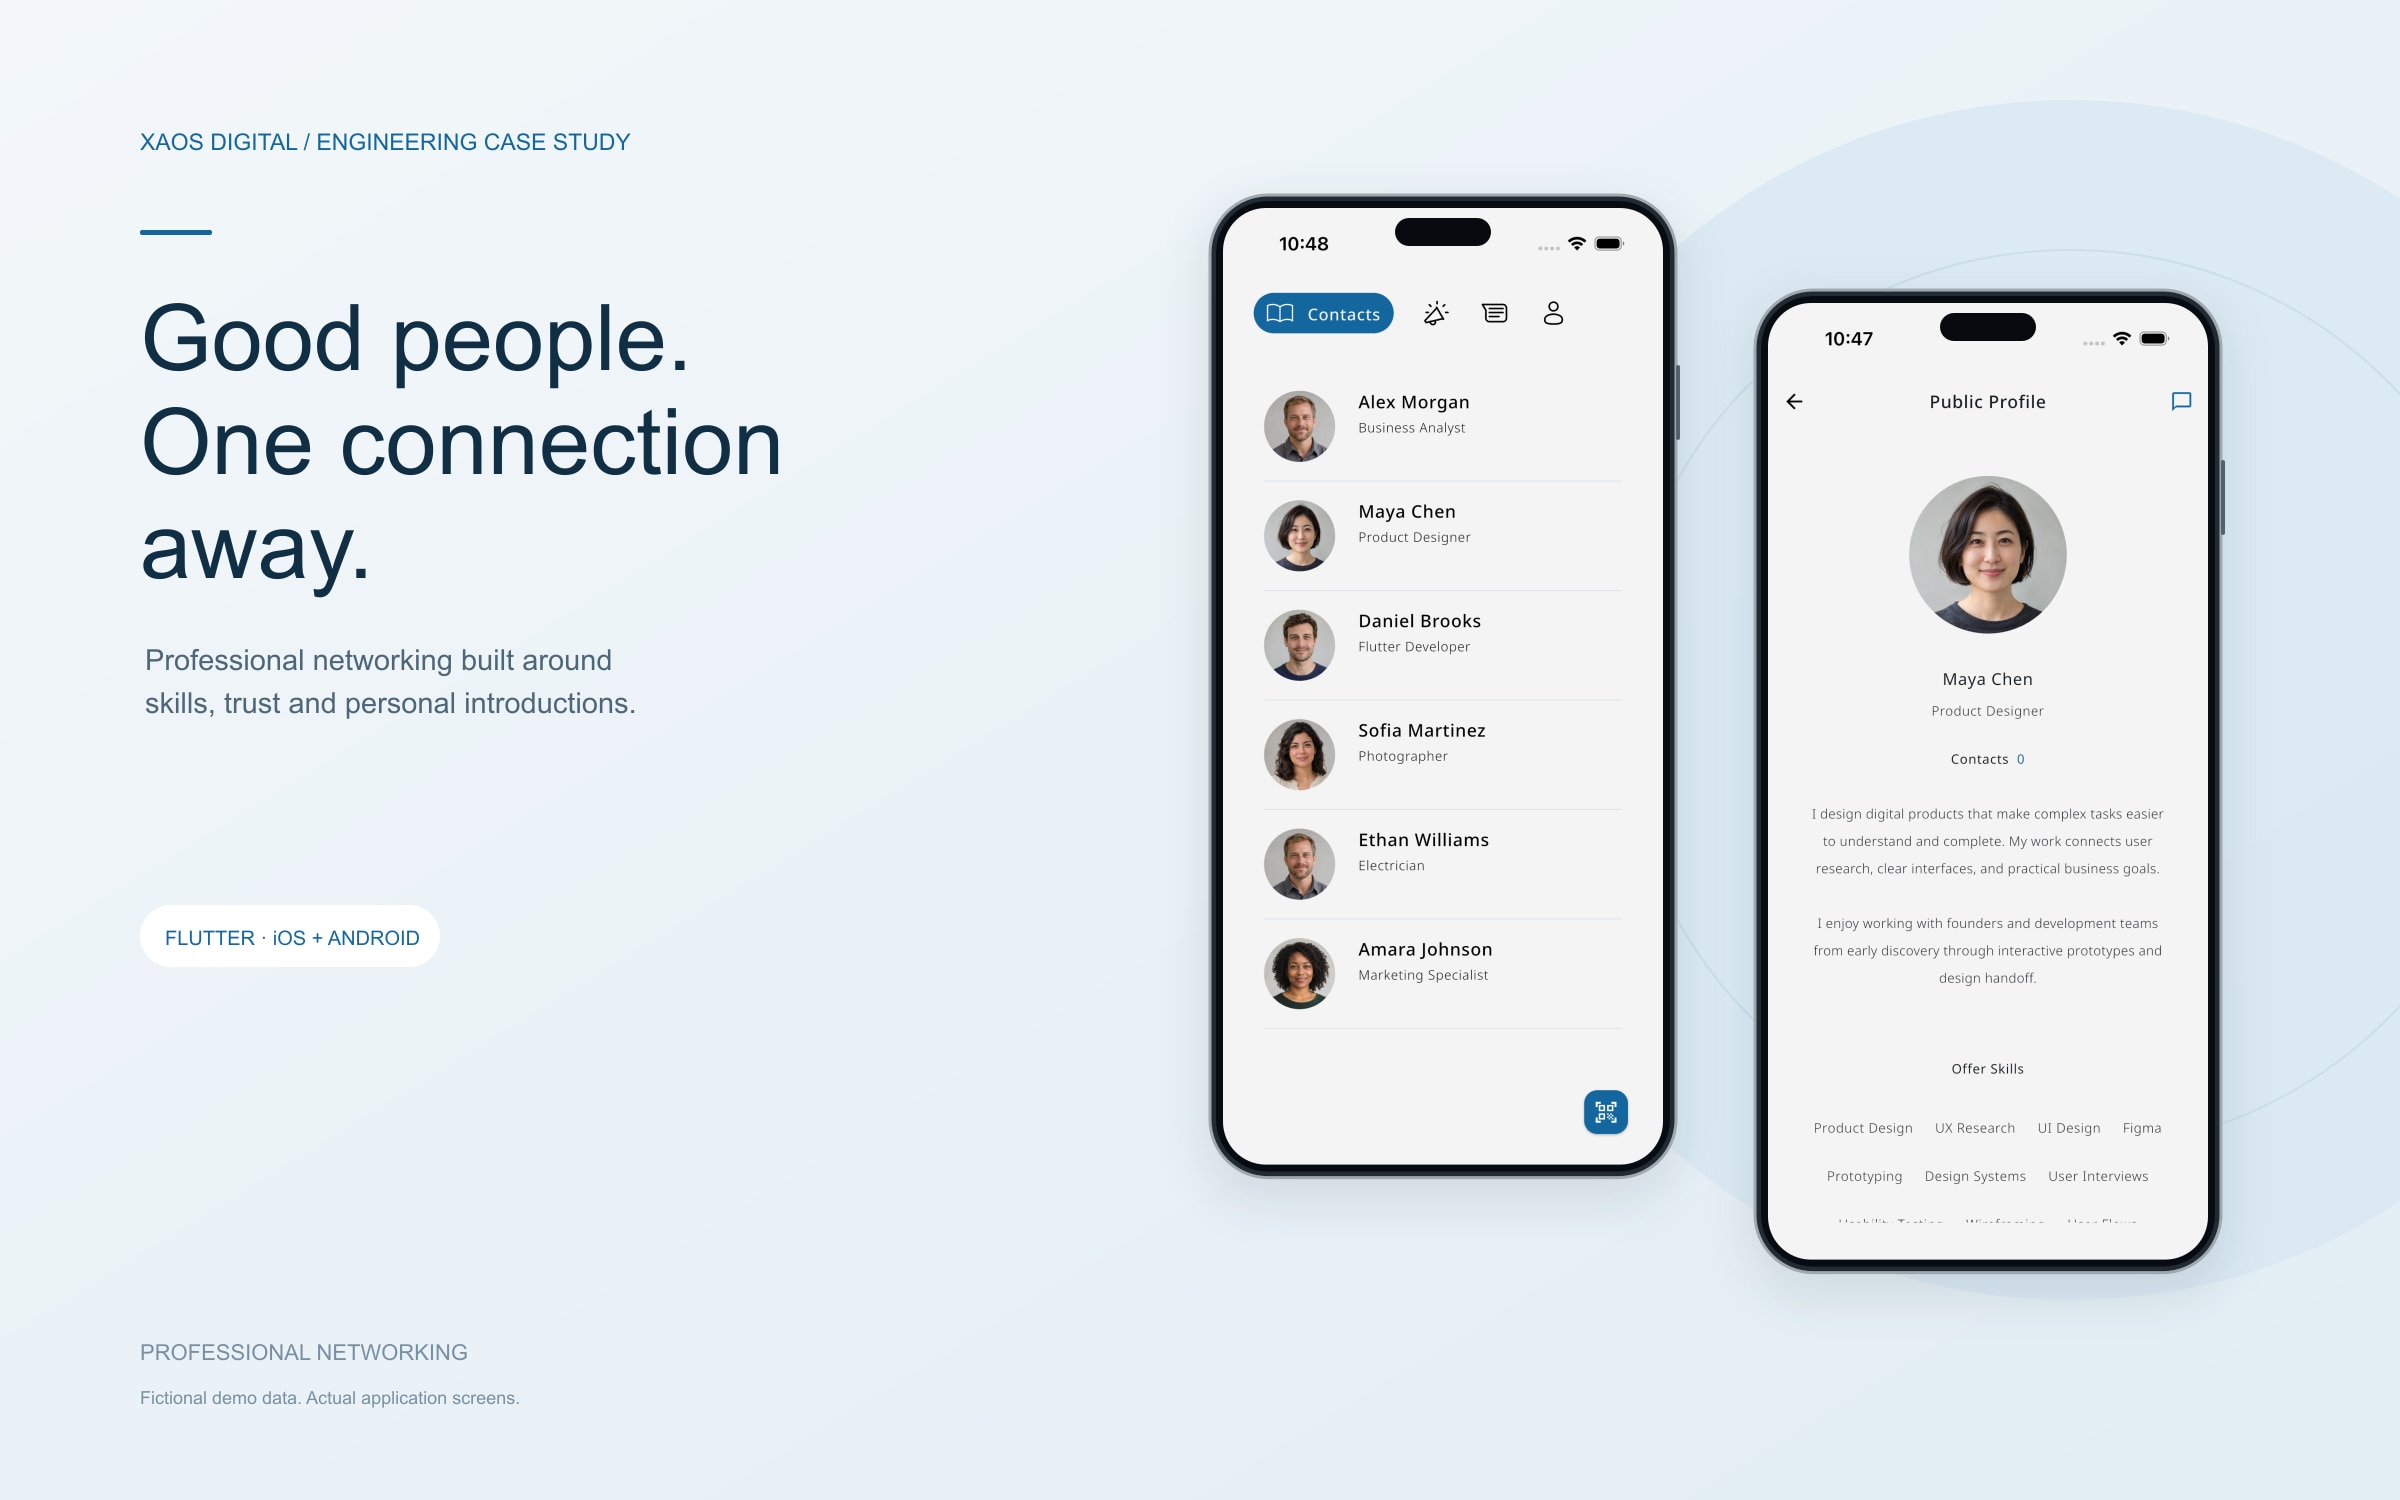 XAOS DIGITAL / ENGINEERING CASE STUDY
Good people.
One connection
away.
Professional networking built around
skills, trust and personal introductions.
FLUTTER · iOS + ANDROID
PROFESSIONAL NETWORKING
Fictional demo data. Actual application screens.
10:48
Contacts
Alex Morgan
Business Analyst
Maya Chen
Product Designer
Daniel Brooks
Flutter Developer
Sofia Martinez
Photographer
Ethan Williams
Electrician
Amara Johnson
Marketing Specialist
10:47
Public Profile
Maya Chen
Product Designer
Contacts 0
I design digital products that make complex tasks easier
to understand and complete. My work connects user
research, clear interfaces, and practical business goals.
I enjoy working with founders and development teams
from early discovery through interactive prototypes and
design handoff.
Offer Skills
Product Design UX Research UI Design Figma
Prototyping Design Systems User Interviews
Usability Testing Wireframing User Flows